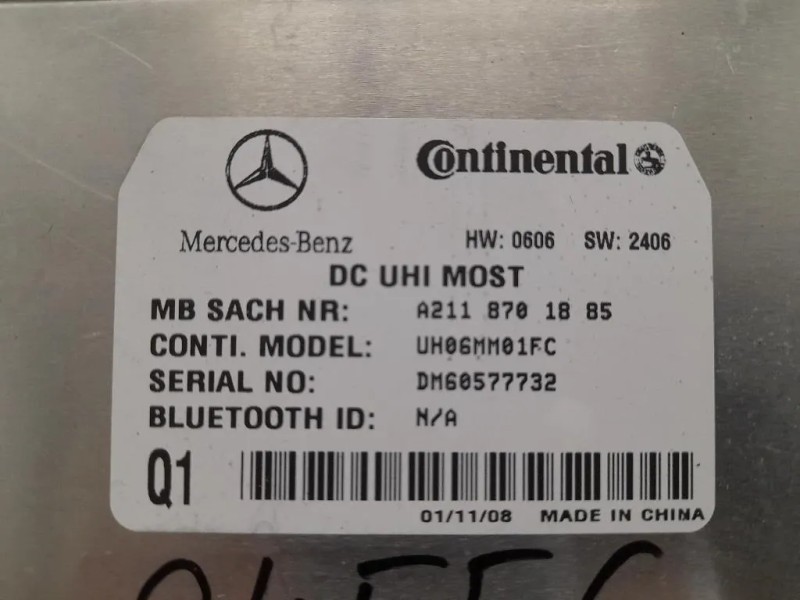 Continental
Mercedes-Benz
HW: 0606 SW: 2406
DC UHI MOST
MB SACH NR: A211 870 18 85
CONTI. MODEL: UH06MM01FC
SERIAL NO: DM60577732
BLUETOOTH ID: N/A
Q1
01/11/08 MADE IN CHINA